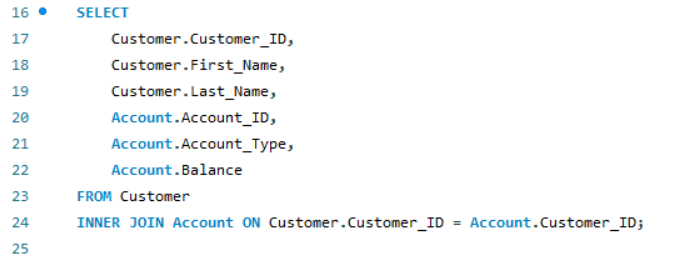 16 SELECT
17 Customer.Customer_ID,
18 Customer.First_Name,
19 Customer.Last_Name,
20 Account.Account_ID,
21 Account.Account_Type,
22 Account.Balance
23 FROM Customer
24 INNER JOIN Account ON Customer.Customer_ID = Account.Customer_ID;
25